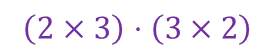 (2 × 3) · (3 × 2)